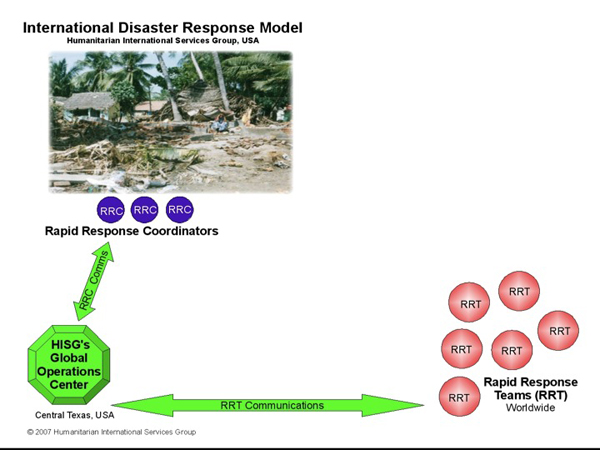 International Disaster Response Model
Humanitarian International Services Group, USA
RRC RRC RRC
Rapid Response Coordinators
RRC Comms
HISG's
Global
Operations
Center
Central Texas, USA
RRT Communications
RRT
RRT
RRT
RRT
RRT
RRT
Rapid Response
Teams (RRT)
Worldwide
© 2007 Humanitarian International Services Group